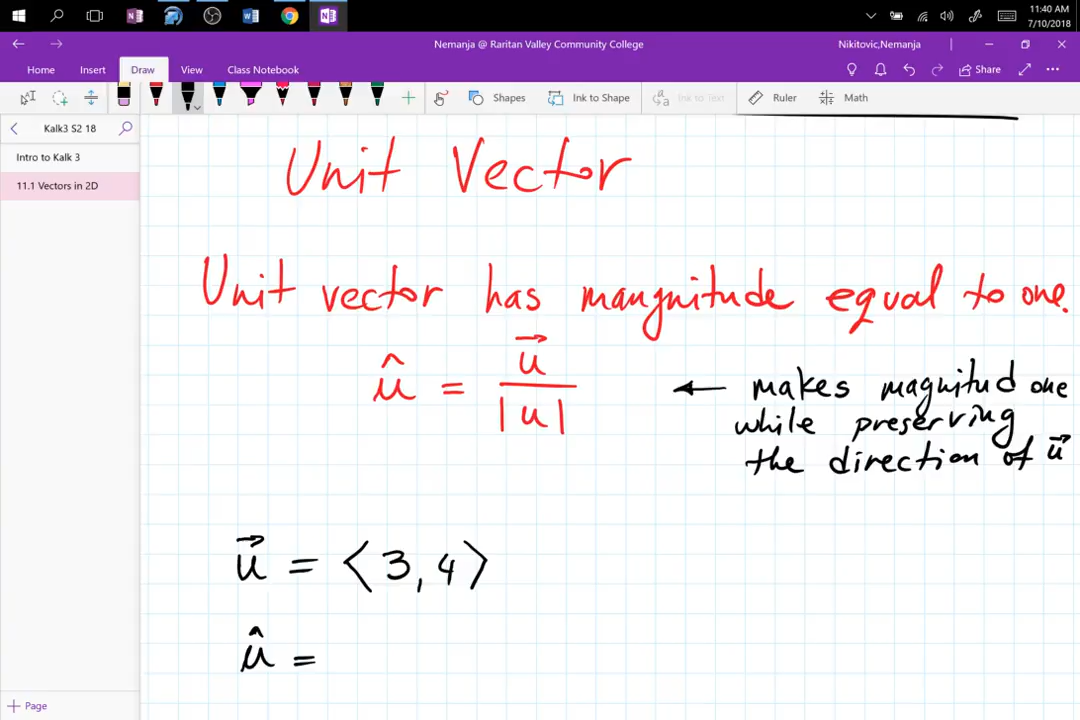 11:40 AM
7/10/2018
Nemanja @ Raritan Valley Community College
Nikitovic,Nemanja
Home Insert Draw View Class Notebook
Share
Shapes Ink to Shape Ink to Text Ruler Math
Kalk3 S2 18
Intro to Kalk 3
11.1 Vectors in 2D
Unit Vector
Unit vector has mangnitude equal to one.
û = u⃗ / |u|
← makes magnitud one
while preserving
the direction of u⃗
u⃗ = ⟨3, 4⟩
û =
+ Page